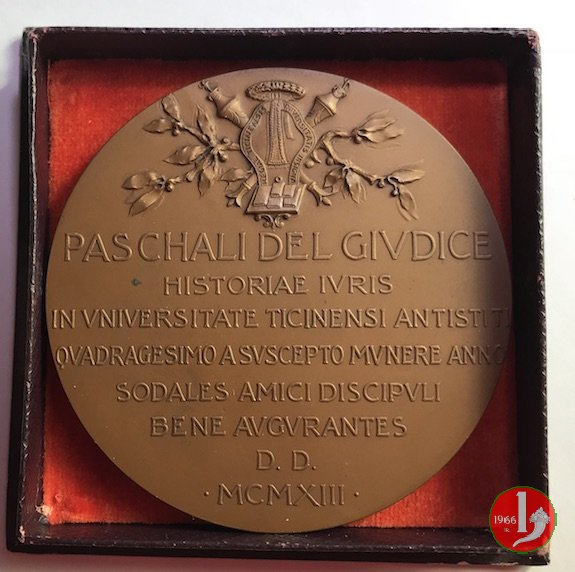 PASCHALI DEL GIVDICE
HISTORIAE IVRIS
IN VNIVERSITATE TICINENSI ANTISTITI
QVADRAGESIMO A SVSCEPTO MVNERE ANNO
SODALES AMICI DISCIPVLI
BENE AVGVRANTES
D. D.
· MCMXIII ·
1966